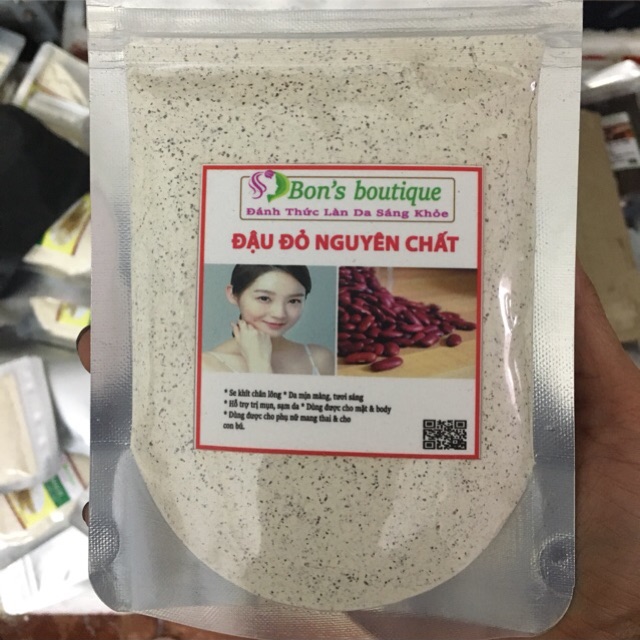 Bon's boutique
Đánh Thức Làn Da Sáng Khỏe
ĐẬU ĐỎ NGUYÊN CHẤT
* Se khít chân lông * Da mịn màng, tươi sáng
* Hỗ trợ trị mụn, sạm da * Dùng được cho mặt & body
* Dùng được cho phụ nữ mang thai & cho
con bú.